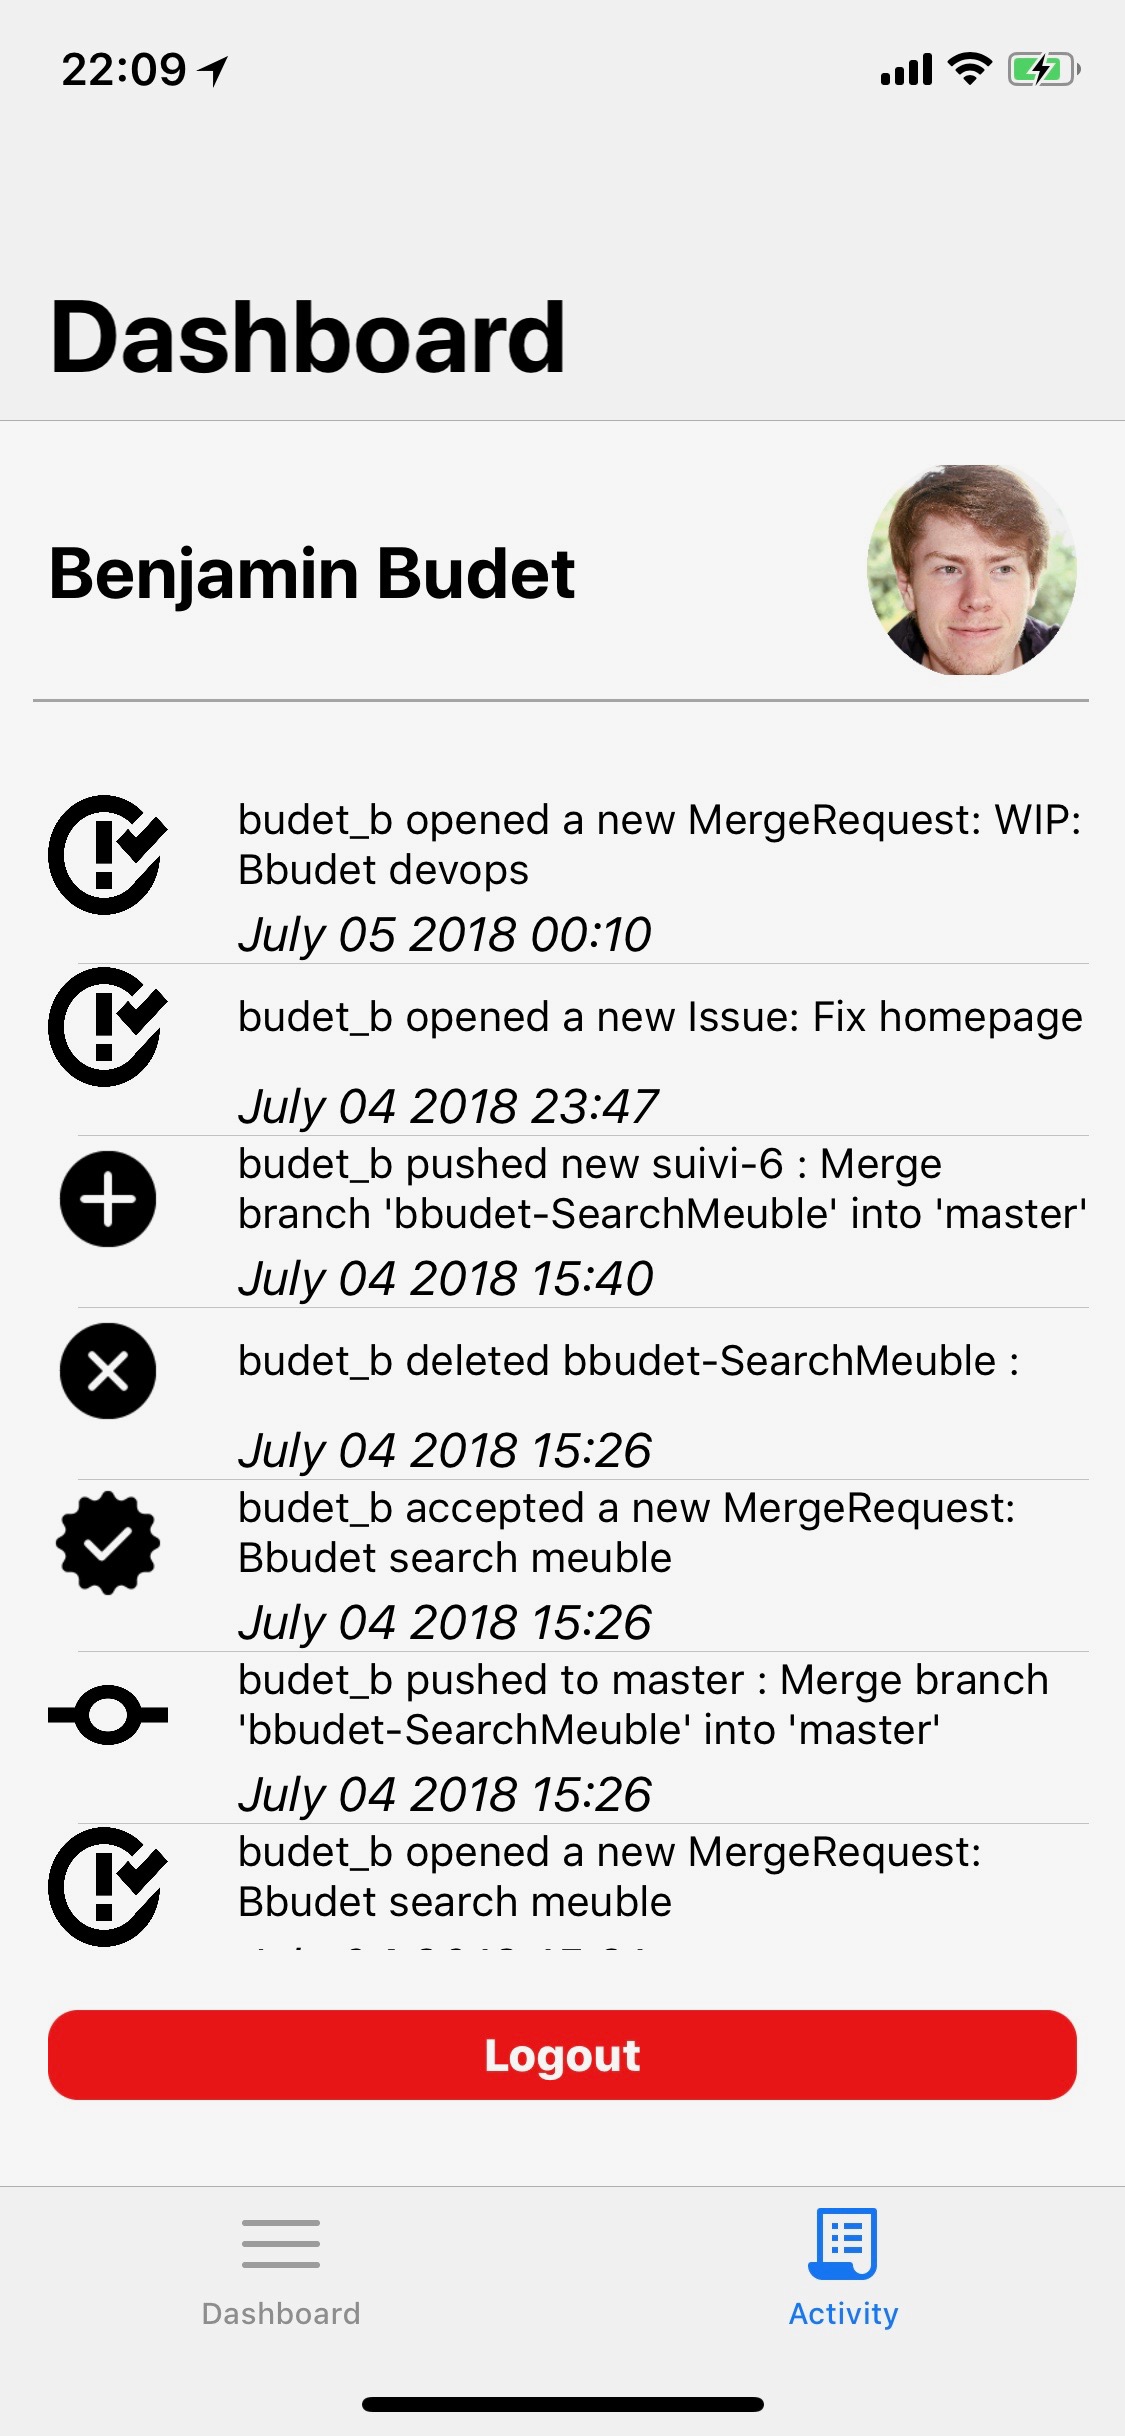 22:09
Dashboard
Benjamin Budet
budet_b opened a new MergeRequest: WIP:
Bbudet devops
July 05 2018 00:10
budet_b opened a new Issue: Fix homepage
July 04 2018 23:47
budet_b pushed new suivi-6 : Merge
branch 'bbudet-SearchMeuble' into 'master'
July 04 2018 15:40
budet_b deleted bbudet-SearchMeuble :
July 04 2018 15:26
budet_b accepted a new MergeRequest:
Bbudet search meuble
July 04 2018 15:26
budet_b pushed to master : Merge branch
'bbudet-SearchMeuble' into 'master'
July 04 2018 15:26
budet_b opened a new MergeRequest:
Bbudet search meuble
Logout
Dashboard
Activity